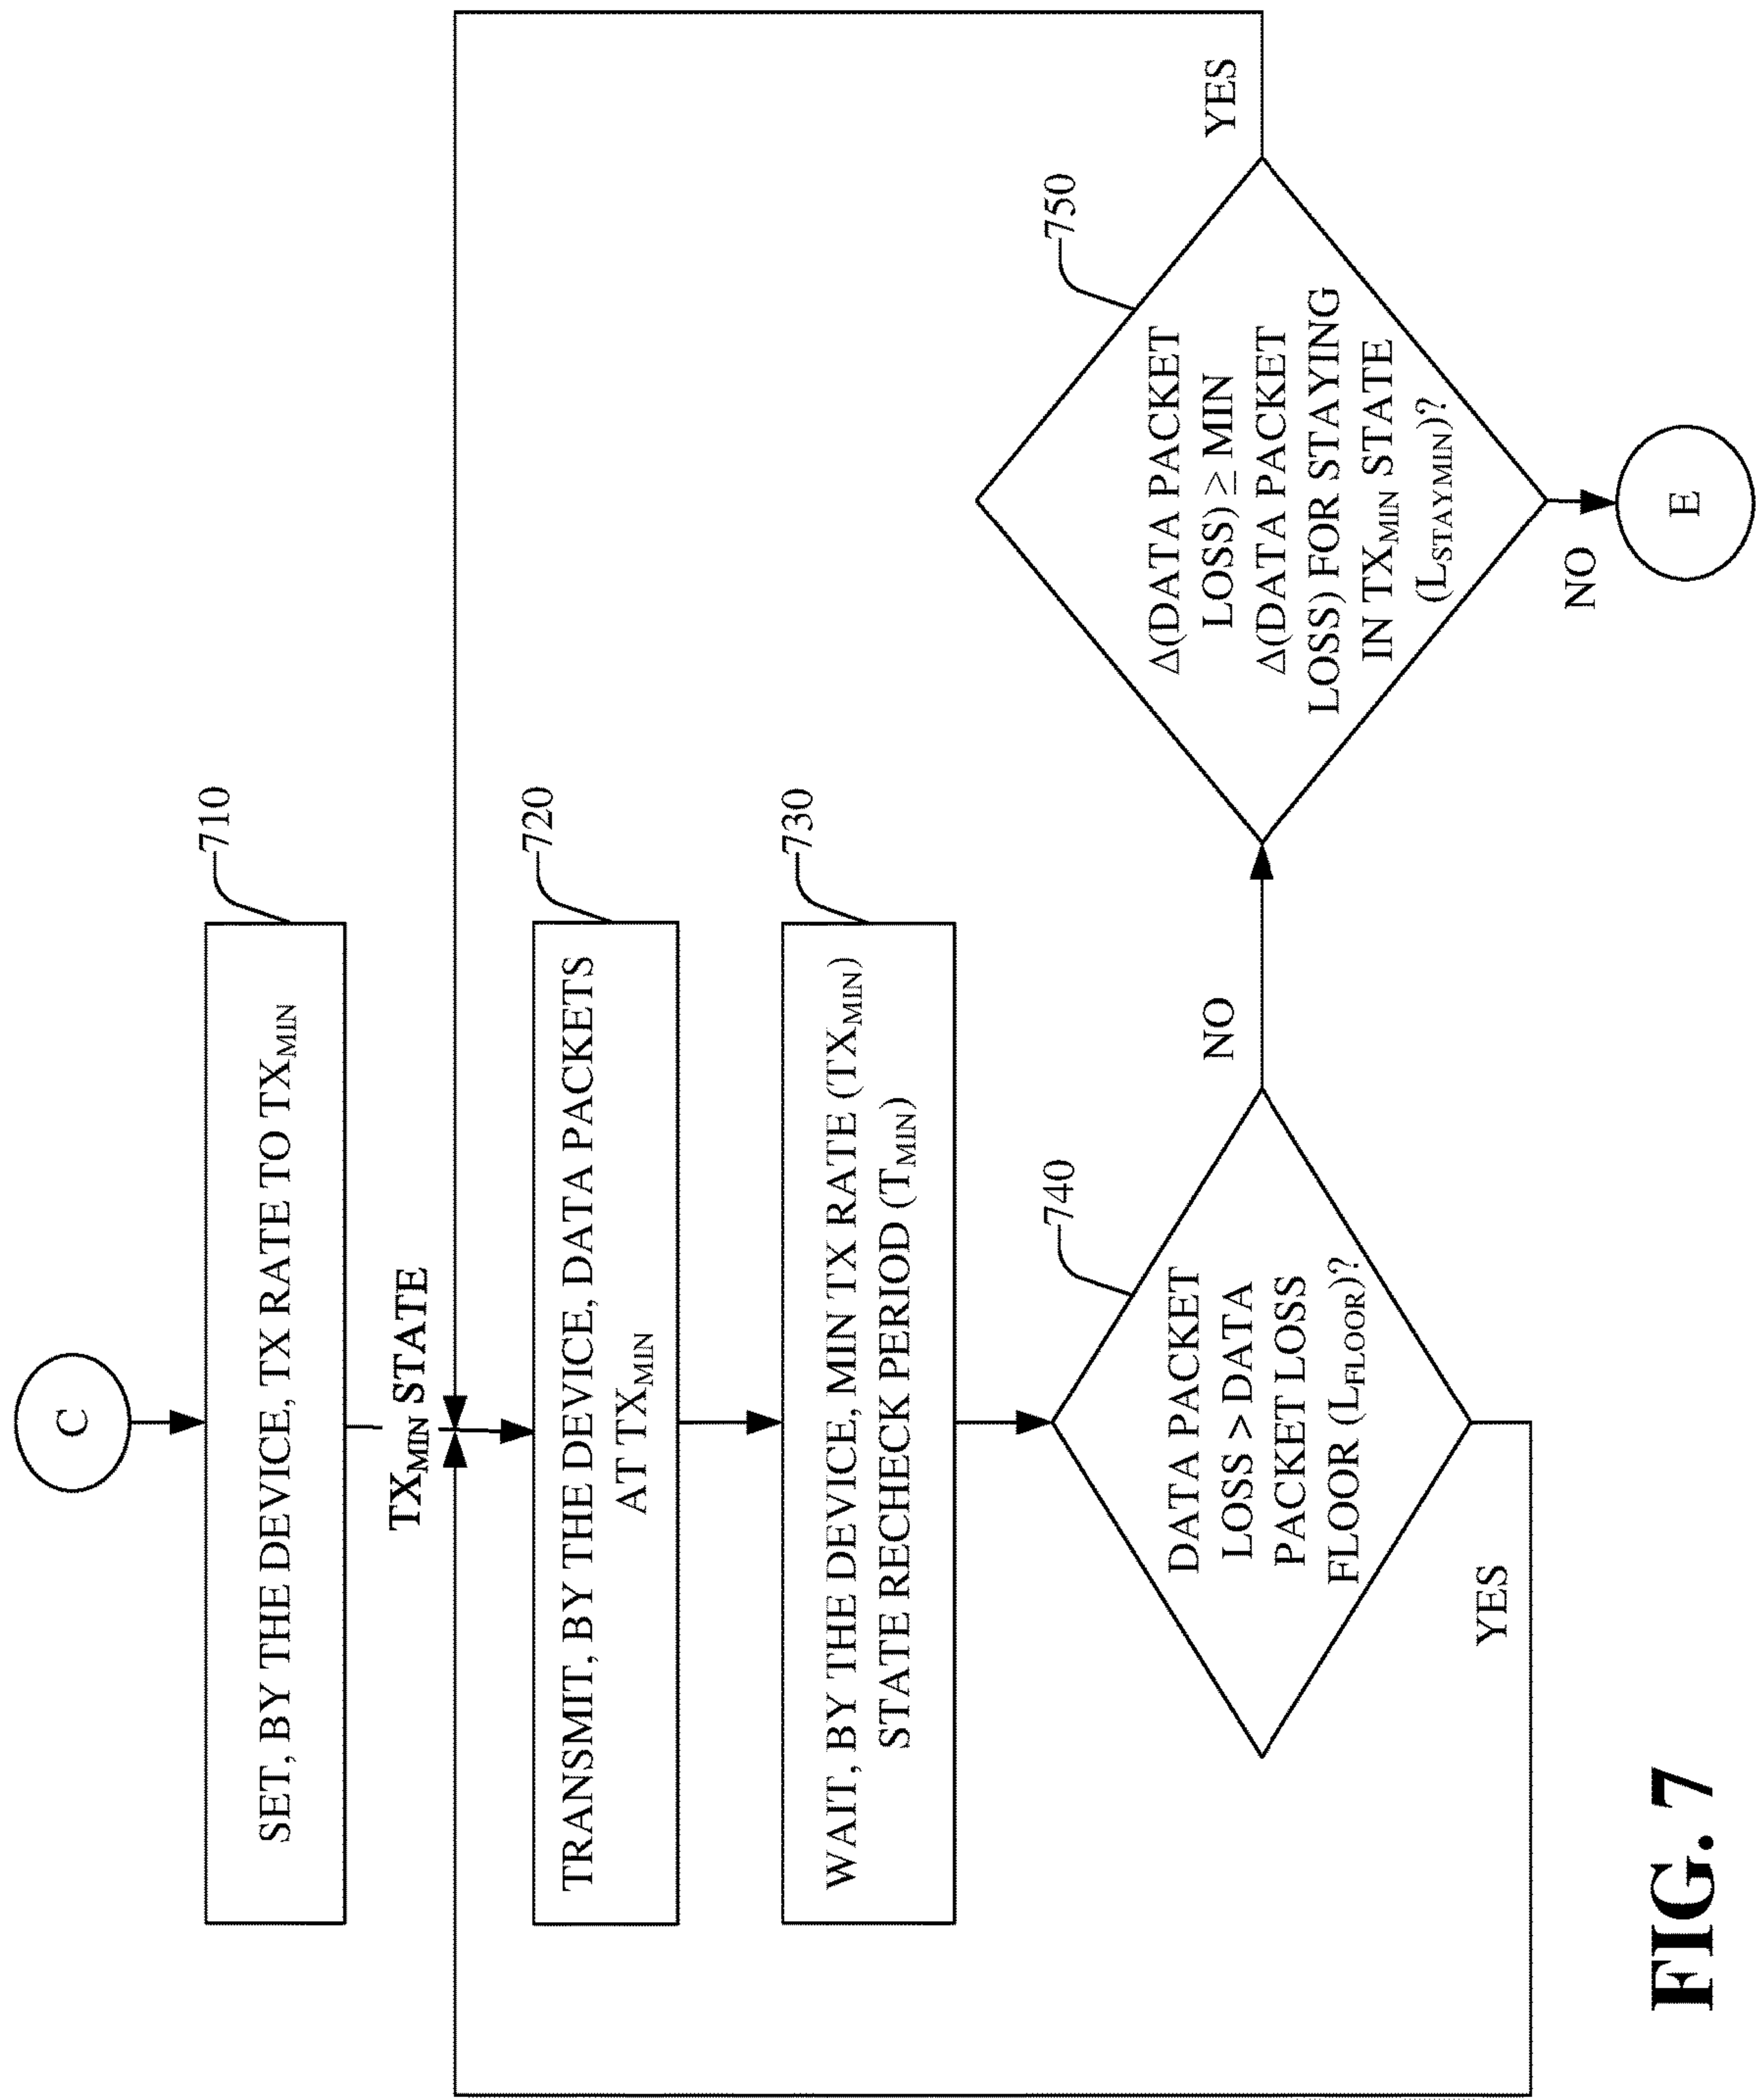 C
710
SET, BY THE DEVICE, TX RATE TO TXMIN
TXMIN STATE
720
TRANSMIT, BY THE DEVICE, DATA PACKETS
AT TXMIN
730
WAIT, BY THE DEVICE, MIN TX RATE (TXMIN)
STATE RECHECK PERIOD (TMIN)
740
DATA PACKET
LOSS > DATA
PACKET LOSS
FLOOR (LFLOOR)?
YES
NO
750
Δ(DATA PACKET
LOSS) ≥ MIN
Δ(DATA PACKET
LOSS) FOR STAYING
IN TXMIN STATE
(LSTAYMIN)?
YES
NO
E
FIG. 7